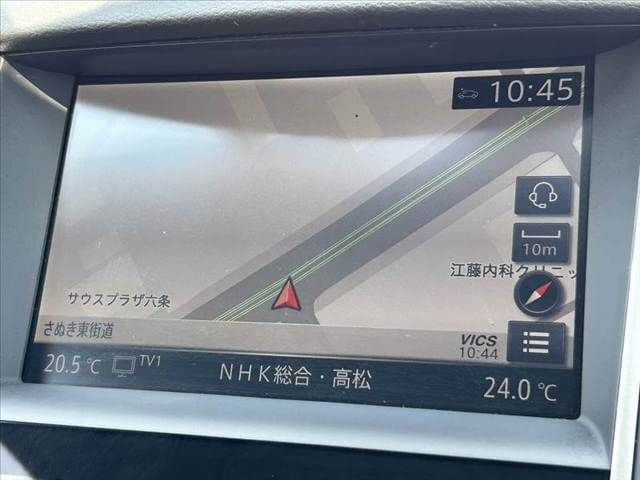 10:45
10m
江藤内科クリニッ
サウスプラザ六条
さぬき東街道
VICS
10:44
20.5℃ TV1 NHK総合・高松 24.0℃